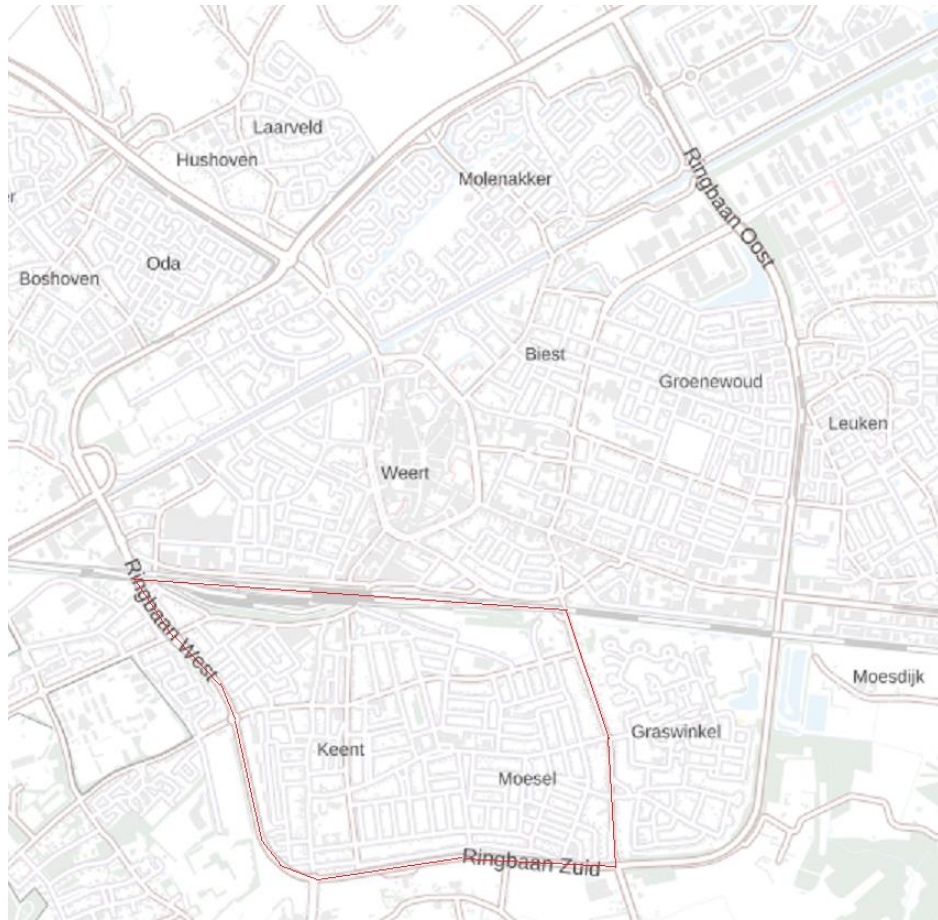 Laarveld
Hushoven
Molenakker
Ringbaan Oost
Oda
Boshoven
Biest
Groenewoud
Leuken
Weert
Ringbaan West
Moesdijk
Graswinkel
Keent
Moesel
Ringbaan Zuid